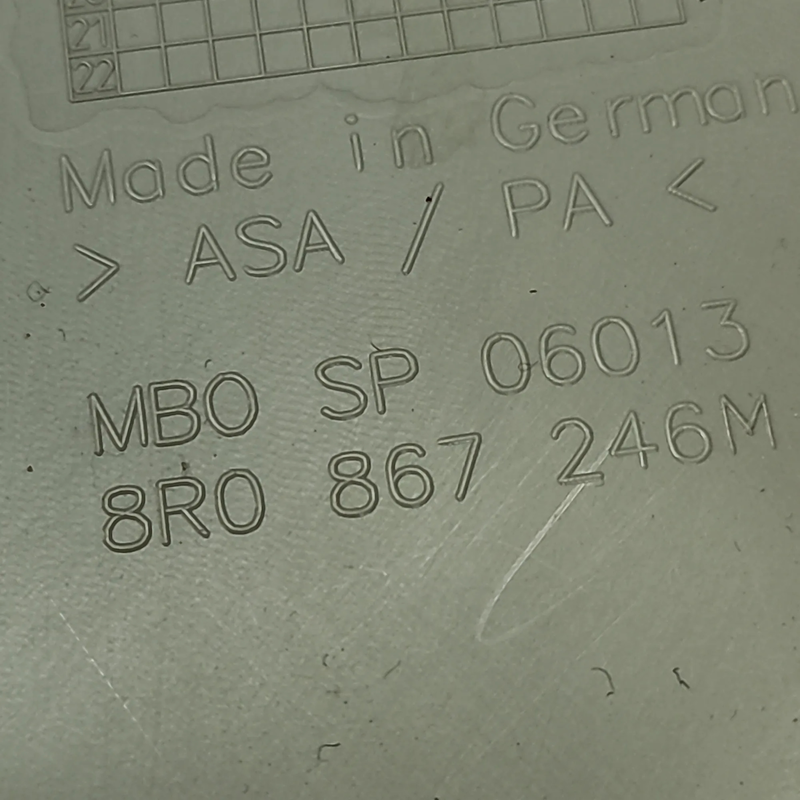 21
22
Made in German
> ASA / PA <
MBO SP 06013
8R0 867 246M